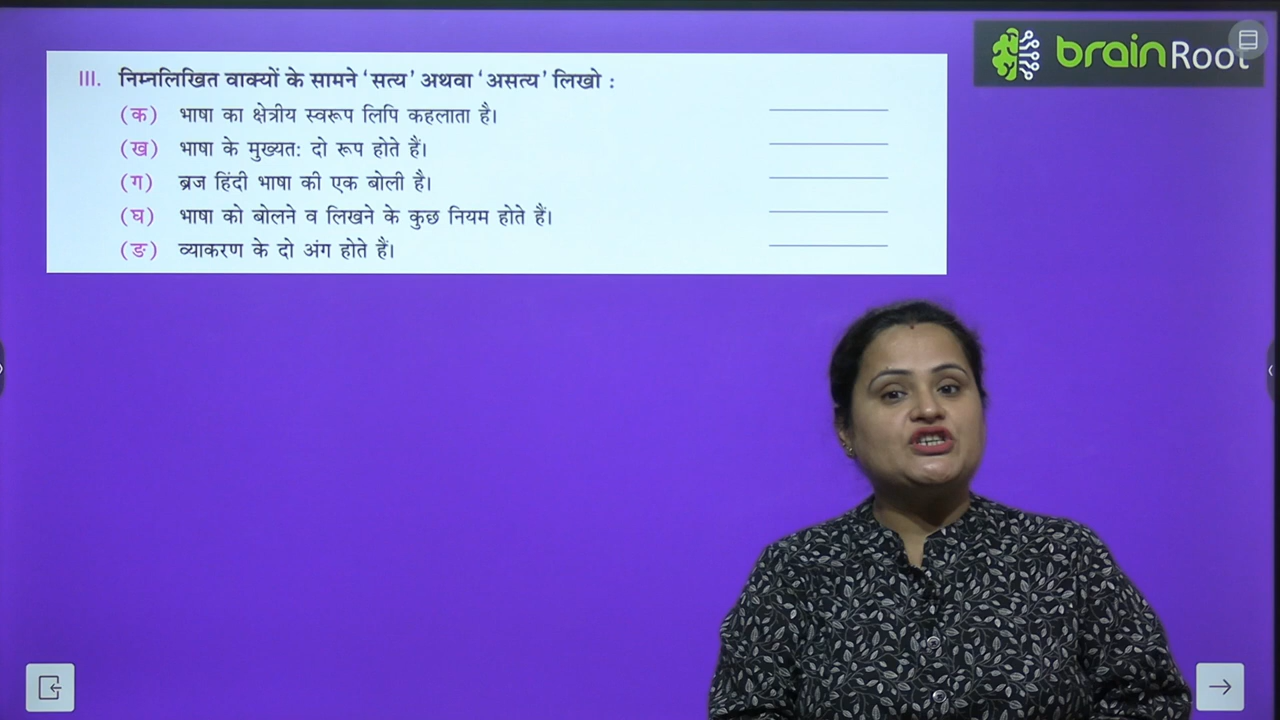 brainRoot
III. निम्नलिखित वाक्यों के सामने 'सत्य' अथवा 'असत्य' लिखो :
(क) भाषा का क्षेत्रीय स्वरूप लिपि कहलाता है।
(ख) भाषा के मुख्यतः दो रूप होते हैं।
(ग) ब्रज हिंदी भाषा की एक बोली है।
(घ) भाषा को बोलने व लिखने के कुछ नियम होते हैं।
(ङ) व्याकरण के दो अंग होते हैं।